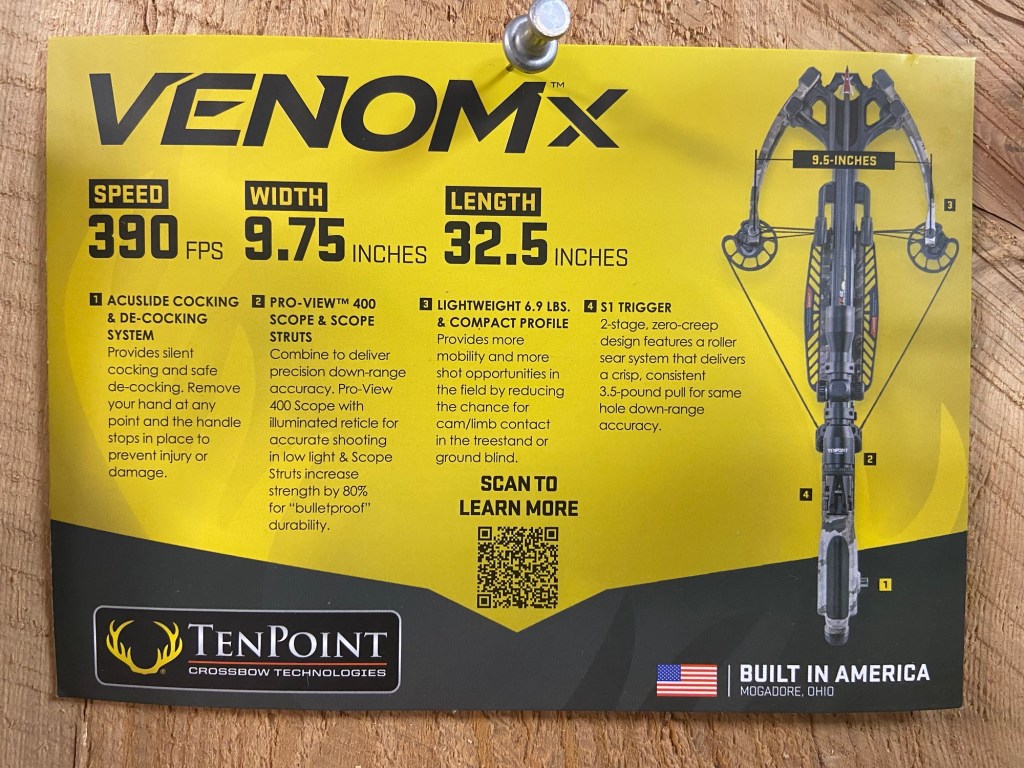 VENOM™X
SPEED
390 FPS
WIDTH
9.75 INCHES
LENGTH
32.5 INCHES
9.5-INCHES
3
1 ACUSLIDE COCKING
& DE-COCKING
SYSTEM
Provides silent
cocking and safe
de-cocking. Remove
your hand at any
point and the handle
stops in place to
prevent injury or
damage.
2 PRO-VIEW™ 400
SCOPE & SCOPE
STRUTS
Combine to deliver
precision down-range
accuracy. Pro-View
400 Scope with
illuminated reticle for
accurate shooting
in low light & Scope
Struts increase
strength by 80%
for “bulletproof”
durability.
3 LIGHTWEIGHT 6.9 LBS.
& COMPACT PROFILE
Provides more
mobility and more
shot opportunities in
the field by reducing
the chance for
cam/limb contact
in the treestand or
ground blind.
4 S1 TRIGGER
2-stage, zero-creep
design features a roller
sear system that delivers
a crisp, consistent
3.5-pound pull for same
hole down-range
accuracy.
SCAN TO
LEARN MORE
TENPOINT
2
4
1
TENPOINT
CROSSBOW TECHNOLOGIES
®
BUILT IN AMERICA
MOGADORE, OHIO